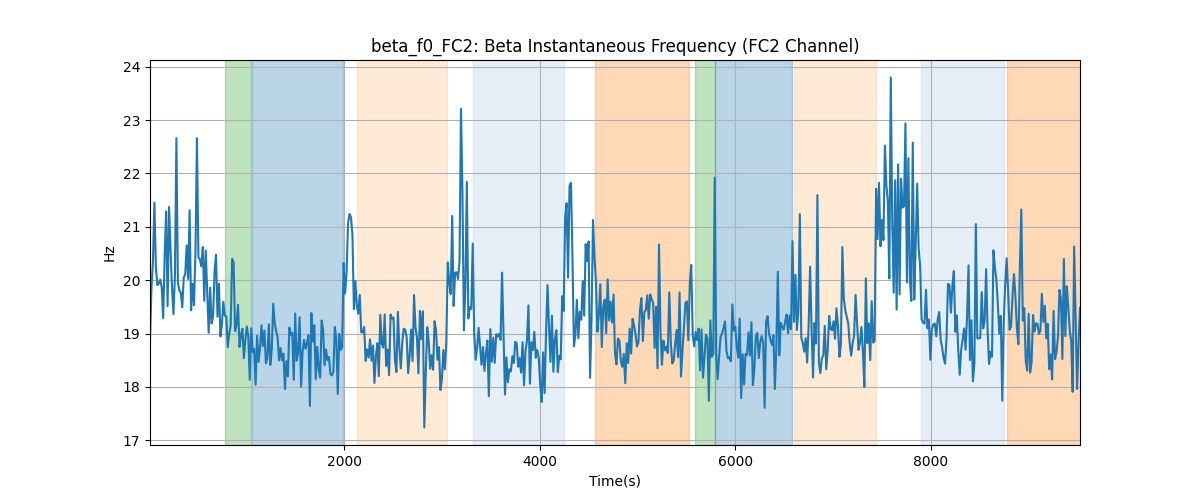 beta_f0_FC2: Beta Instantaneous Frequency (FC2 Channel)
24
23
22
21
20
19
18
17
Hz
2000 4000 6000 8000
Time(s)